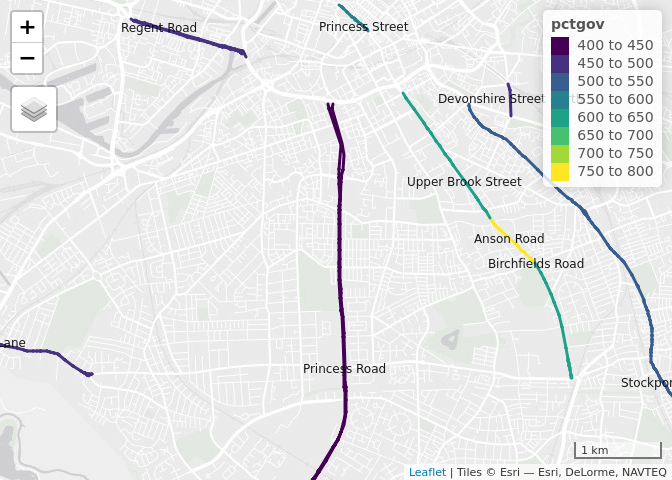 +
−
Regent Road
Princess Street
pctgov
400 to 450
450 to 500
500 to 550
550 to 600
600 to 650
650 to 700
700 to 750
750 to 800
Devonshire Street
Upper Brook Street
Anson Road
Birchfields Road
ane
Princess Road
Stockpor
1 km
Leaflet | Tiles © Esri — Esri, DeLorme, NAVTEQ